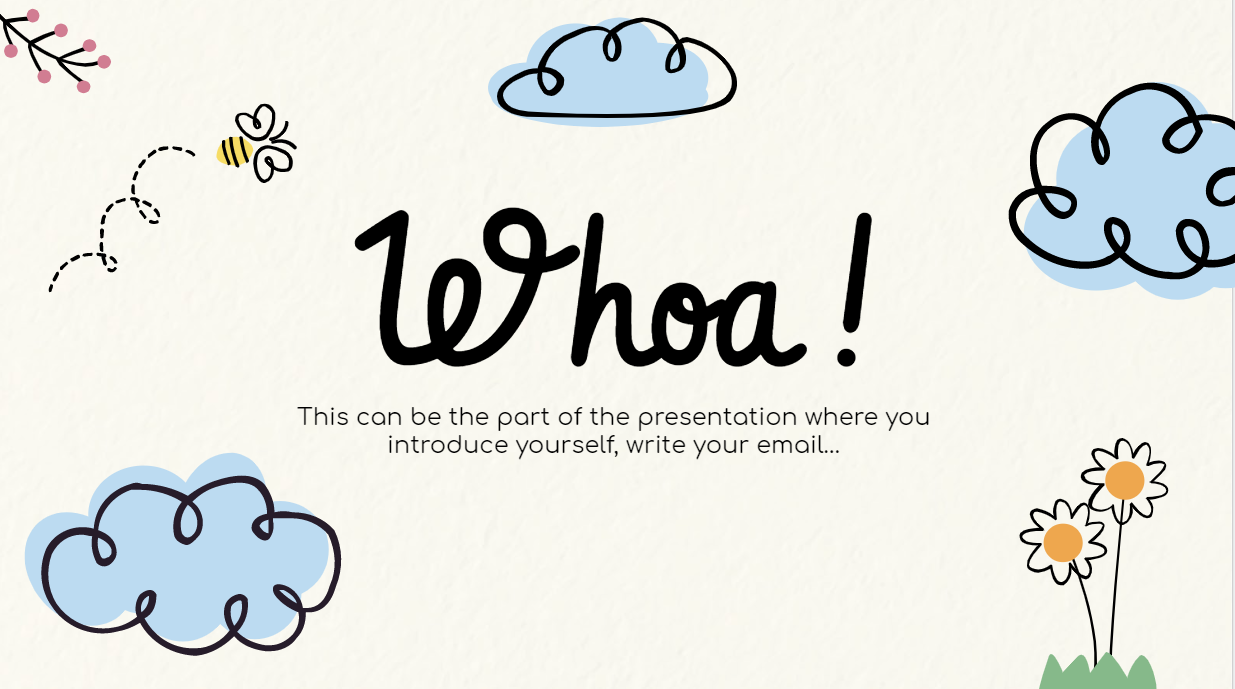 Whoa!
This can be the part of the presentation where you
introduce yourself, write your email...